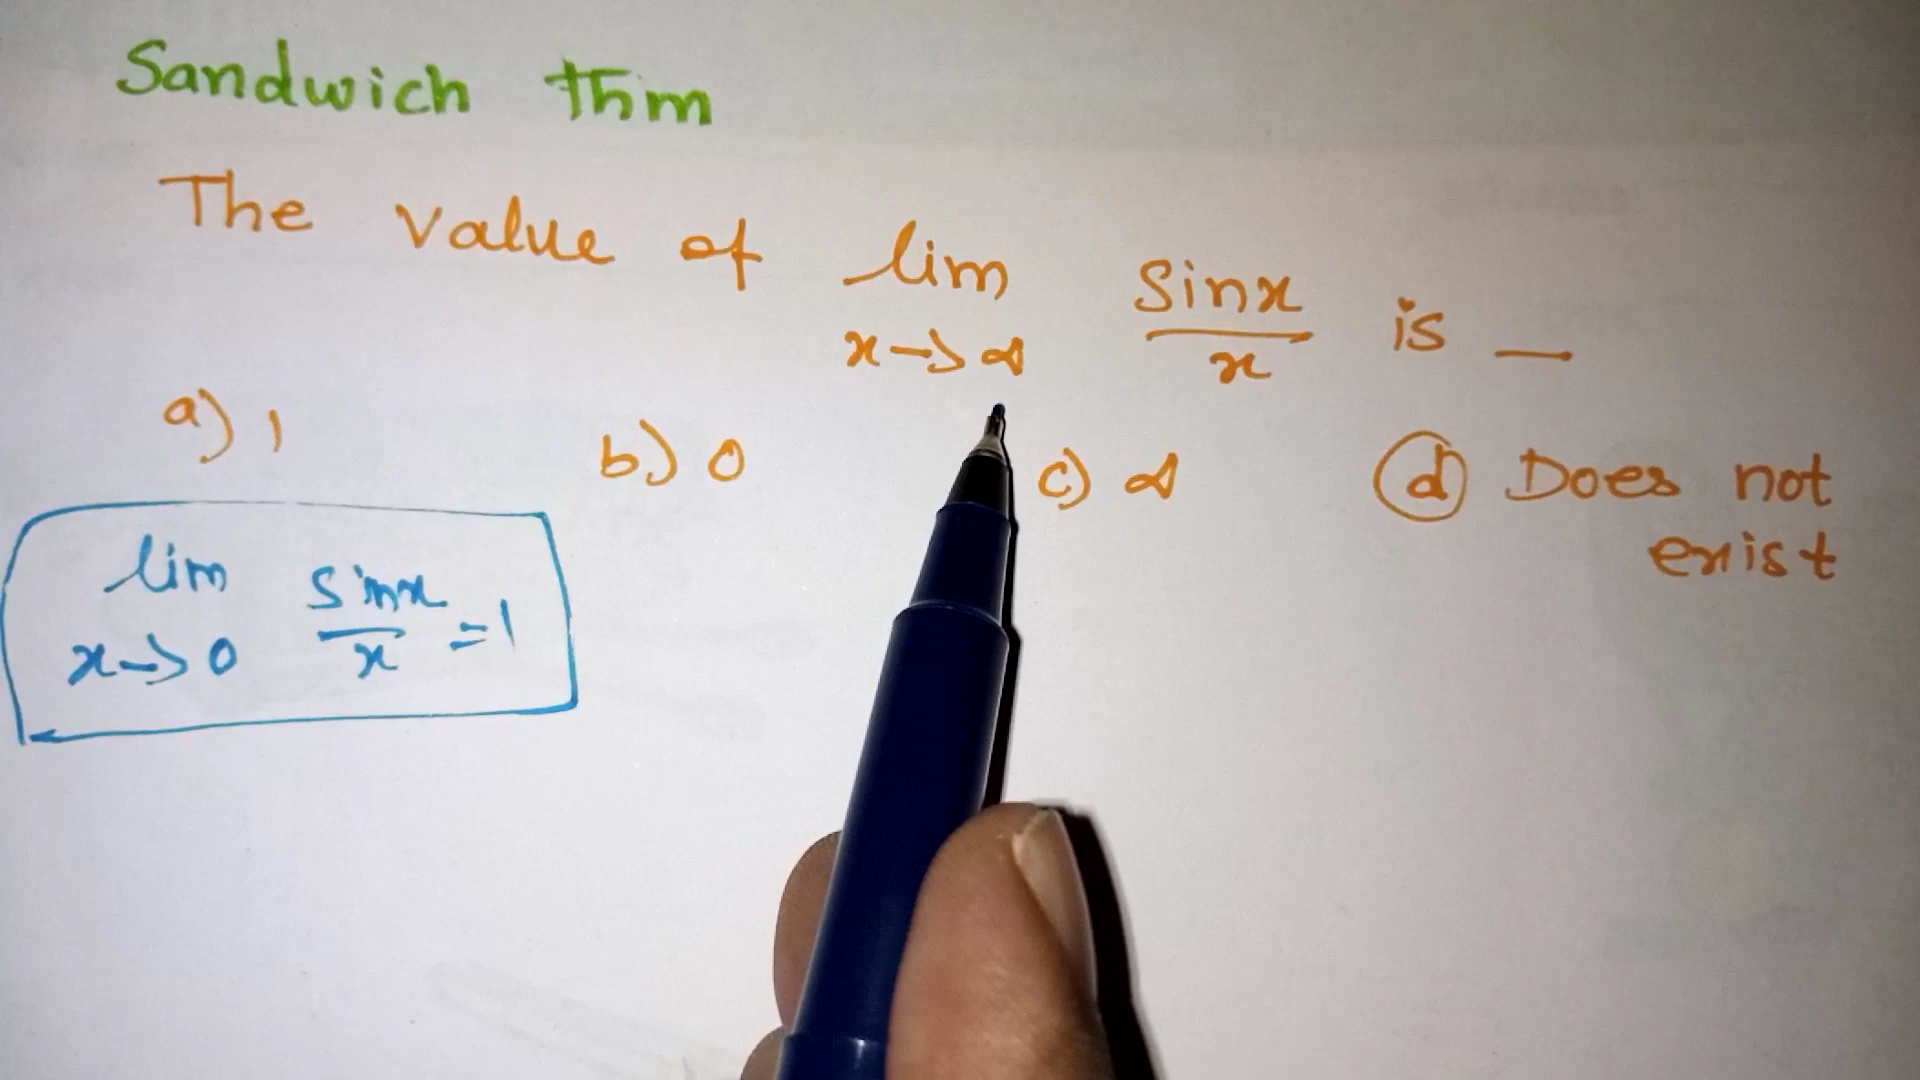 Sandwich thm
The value of lim x→∞ sinx/x is _
a) 1 b) 0 c) ∞ d) Does not exist
lim x→0 sinx/x = 1